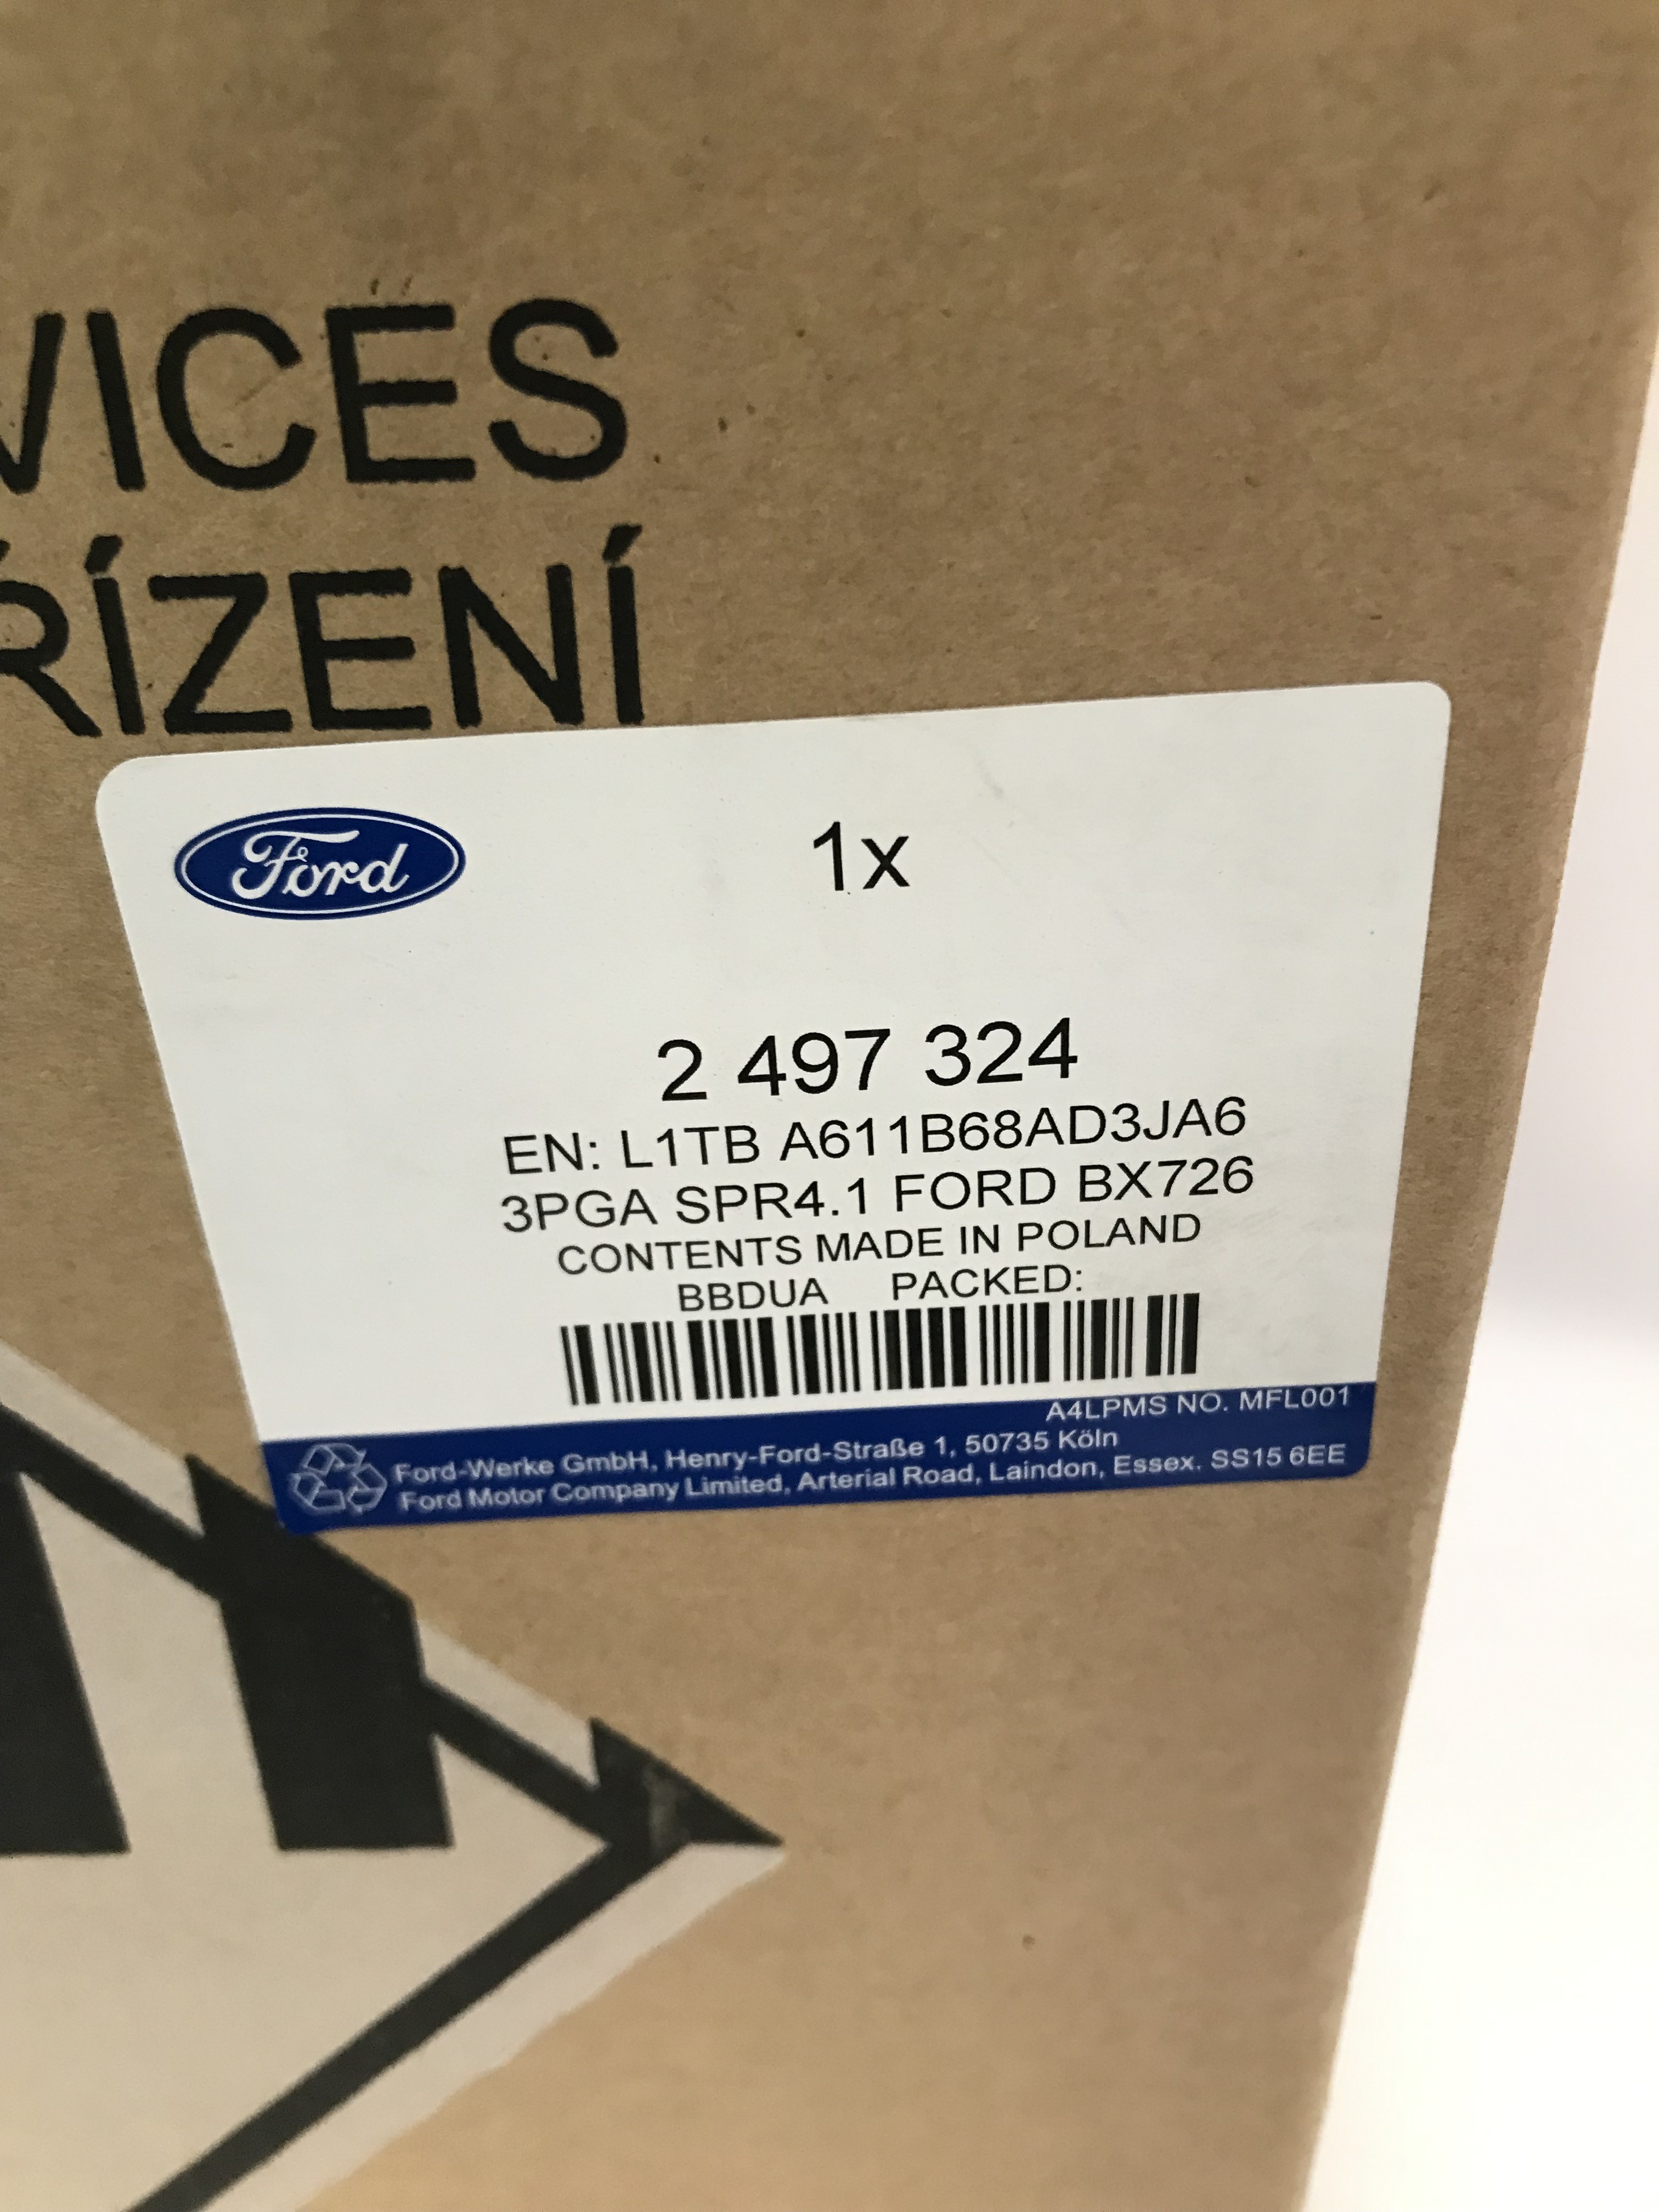 VICES
ŘÍZENÍ
Ford
1x
2 497 324
EN: L1TB A611B68AD3JA6
3PGA SPR4.1 FORD BX726
CONTENTS MADE IN POLAND
BBDUA PACKED:
A4LPMS NO. MFL001
Ford-Werke GmbH, Henry-Ford-Straße 1, 50735 Köln
Ford Motor Company Limited, Arterial Road, Laindon, Essex. SS15 6EE